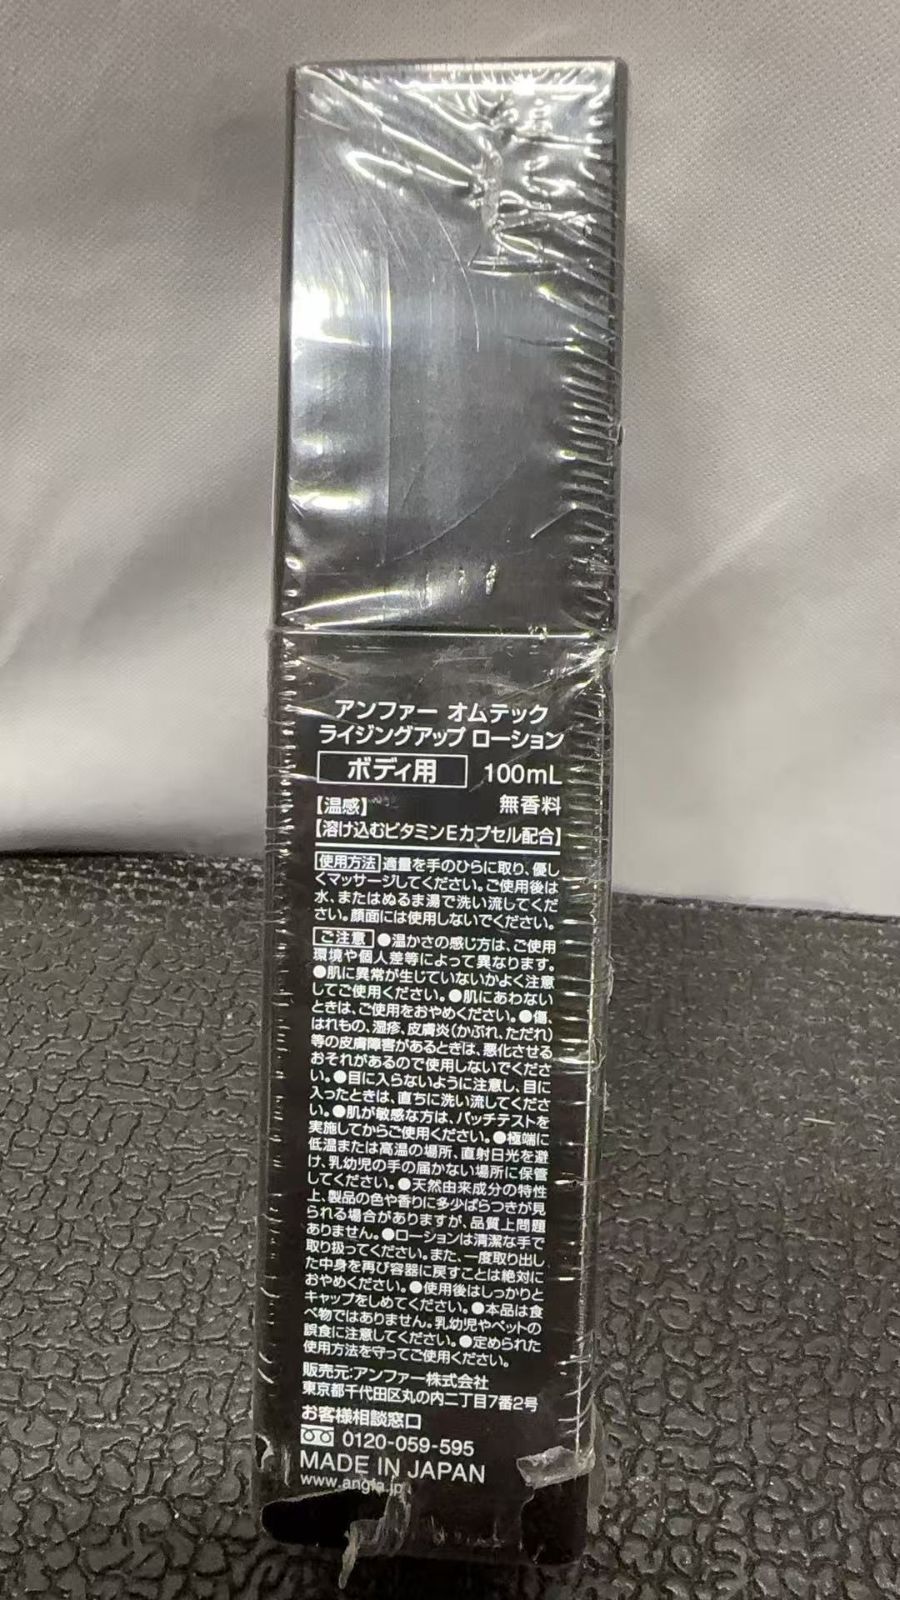 アンファー オムテック
ライジングアップ ローション
ボディ用 100mL
【温感】 無香料
【溶け込むビタミンEカプセル配合】
使用方法 適量を手のひらに取り、優し
くマッサージしてください。ご使用後は
水、またはぬるま湯で洗い流してくだ
さい。顔面には使用しないでください。
ご注意 ●温かさの感じ方は、ご使用
環境や個人差等によって異なります。
●肌に異常が生じていないかよく注意
してご使用ください。●肌にあわない
ときは、ご使用をおやめください。●傷、
はれもの、湿疹、皮膚炎(かぶれ、ただれ)
等の皮膚障害があるときは、悪化させる
おそれがあるので使用しないでくださ
い。●目に入らないように注意し、目に
入ったときは、直ちに洗い流してくださ
い。●肌が敏感な方は、パッチテストを
実施してからご使用ください。●極端に
低温または高温の場所、直射日光を避
け、乳幼児の手の届かない場所に保管
してください。●天然由来成分の特性
上、製品の色や香りに多少ばらつきが見
られる場合がありますが、品質上問題
ありません。●ローションは清潔な手で
取り扱ってください。また、一度取り出し
た中身を再び容器に戻すことは絶対に
おやめください。●使用後はしっかりと
キャップをしめてください。●本品は食
べ物ではありません。乳幼児やペットの
誤食に注意してください。●定められた
使用方法を守ってご使用ください。
販売元:アンファー株式会社
東京都千代田区丸の内二丁目7番2号
お客様相談窓口
0120-059-595
MADE IN JAPAN
www.angfa.jp